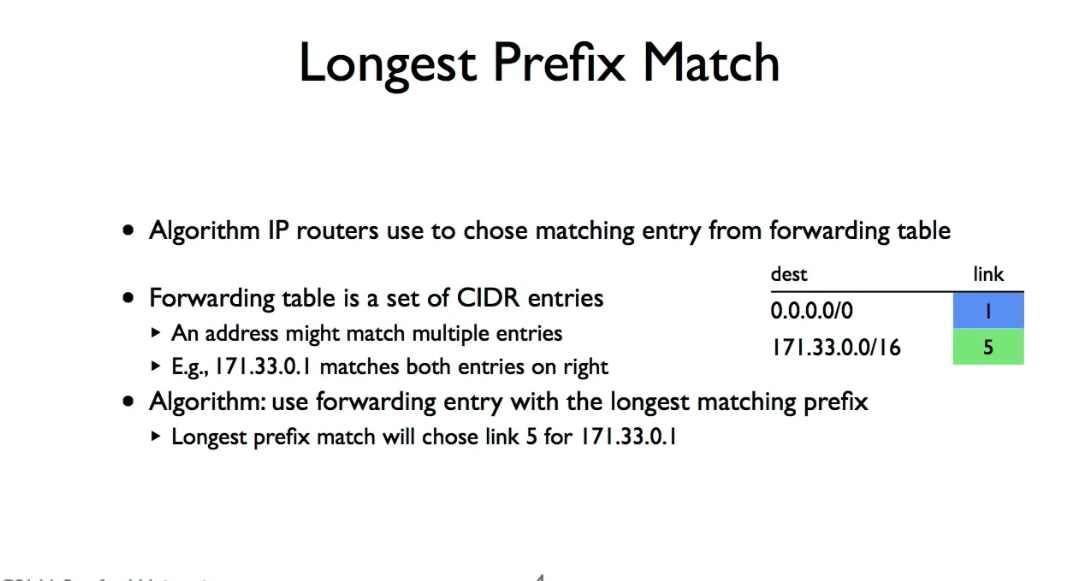 Longest Prefix Match
• Algorithm IP routers use to chose matching entry from forwarding table
• Forwarding table is a set of CIDR entries
‣ An address might match multiple entries
‣ E.g., 171.33.0.1 matches both entries on right
• Algorithm: use forwarding entry with the longest matching prefix
‣ Longest prefix match will chose link 5 for 171.33.0.1
dest link
0.0.0.0/0 1
171.33.0.0/16 5